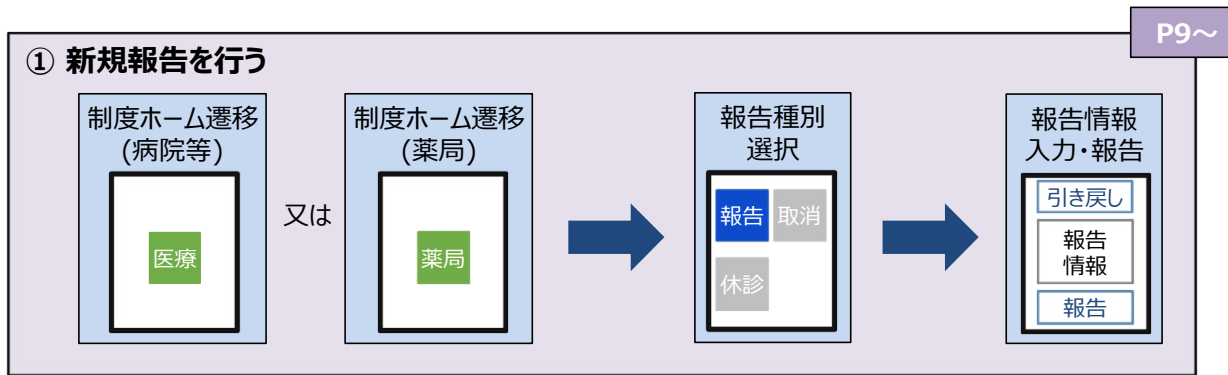 P9~
① 新規報告を行う
制度ホーム遷移
(病院等)
医療
又は
制度ホーム遷移
(薬局)
薬局
報告種別
選択
報告
取消
休診
報告情報
入力・報告
引き戻し
報告
情報
報告